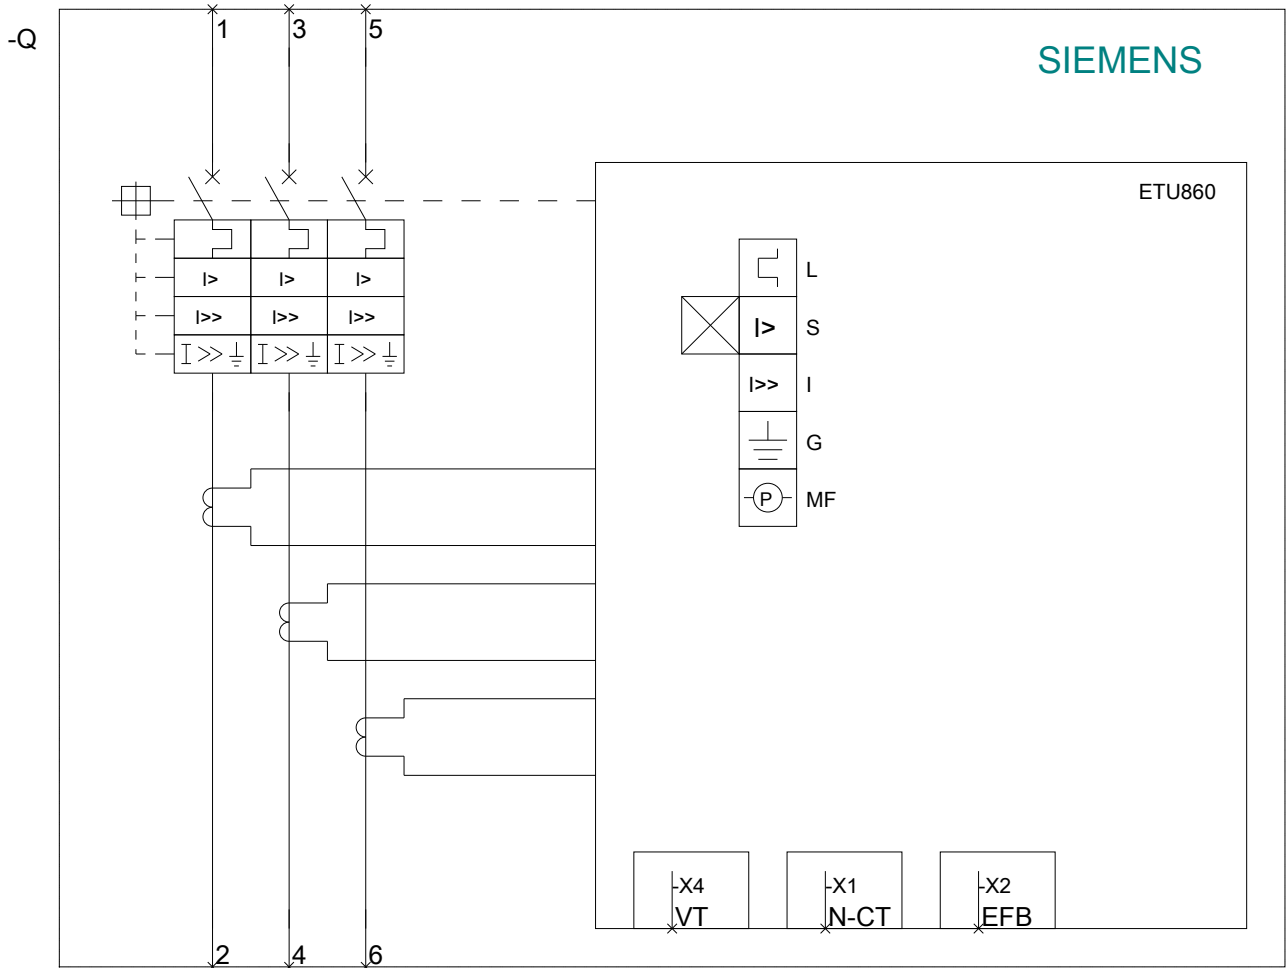 1 3 5
-Q
SIEMENS
ETU860
L
I> I> I> I> S
I>> I>> I>> I>> I
I >> I >> I >>
G
P MF
-X4 -X1 -X2
VT N-CT EFB
2 4 6